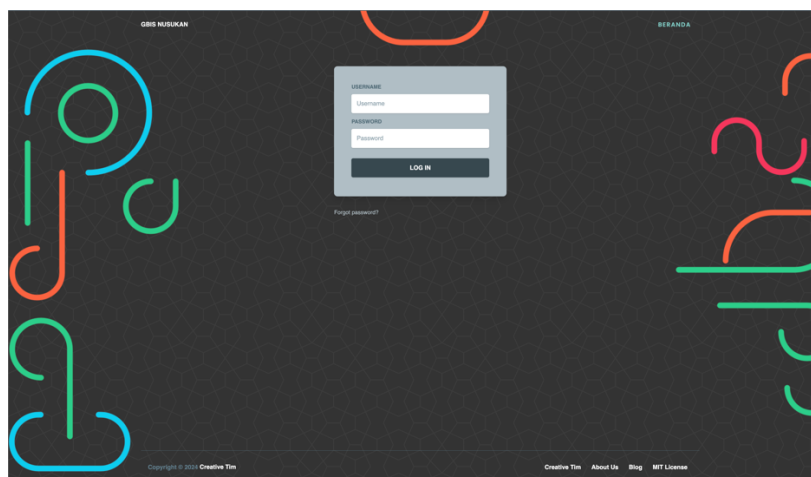 GBIS NUSUKAN
BERANDA
USERNAME
Username
PASSWORD
Password
LOG IN
Forgot password?
Copyright © 2024 Creative Tim
Creative Tim About Us Blog MIT License